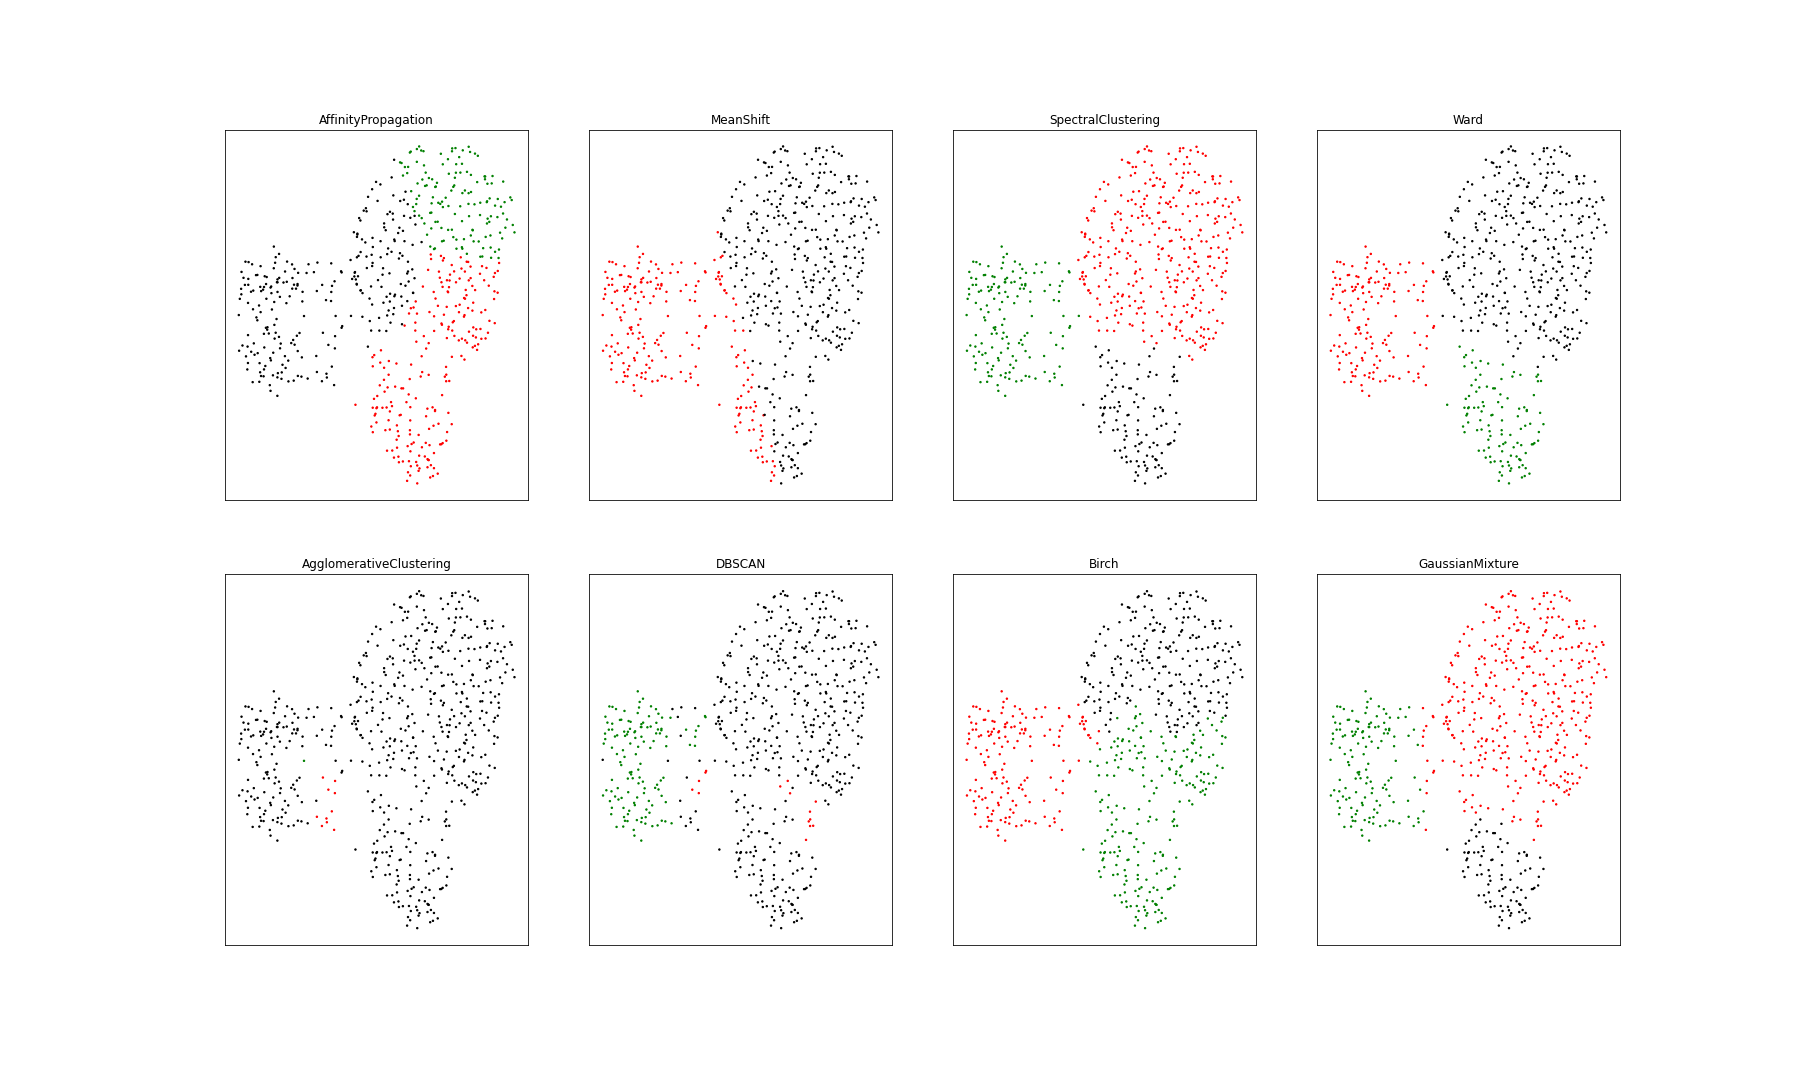 AffinityPropagation
MeanShift
SpectralClustering
Ward
AgglomerativeClustering
DBSCAN
Birch
GaussianMixture